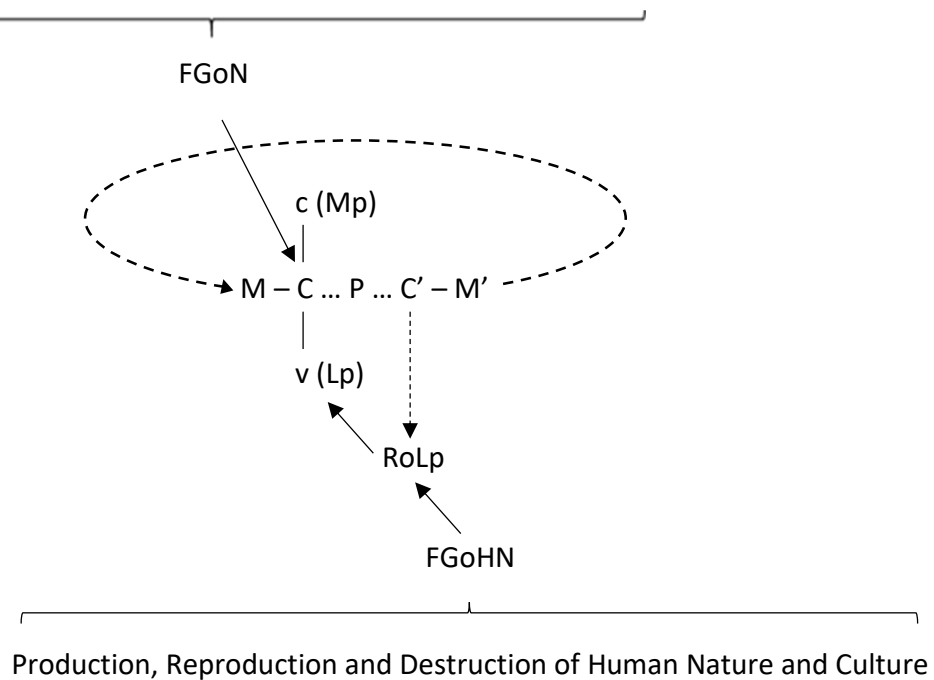 FGoN
c (Mp)
M – C ... P ... C’ – M’
v (Lp)
RoLp
FGoHN
Production, Reproduction and Destruction of Human Nature and Culture